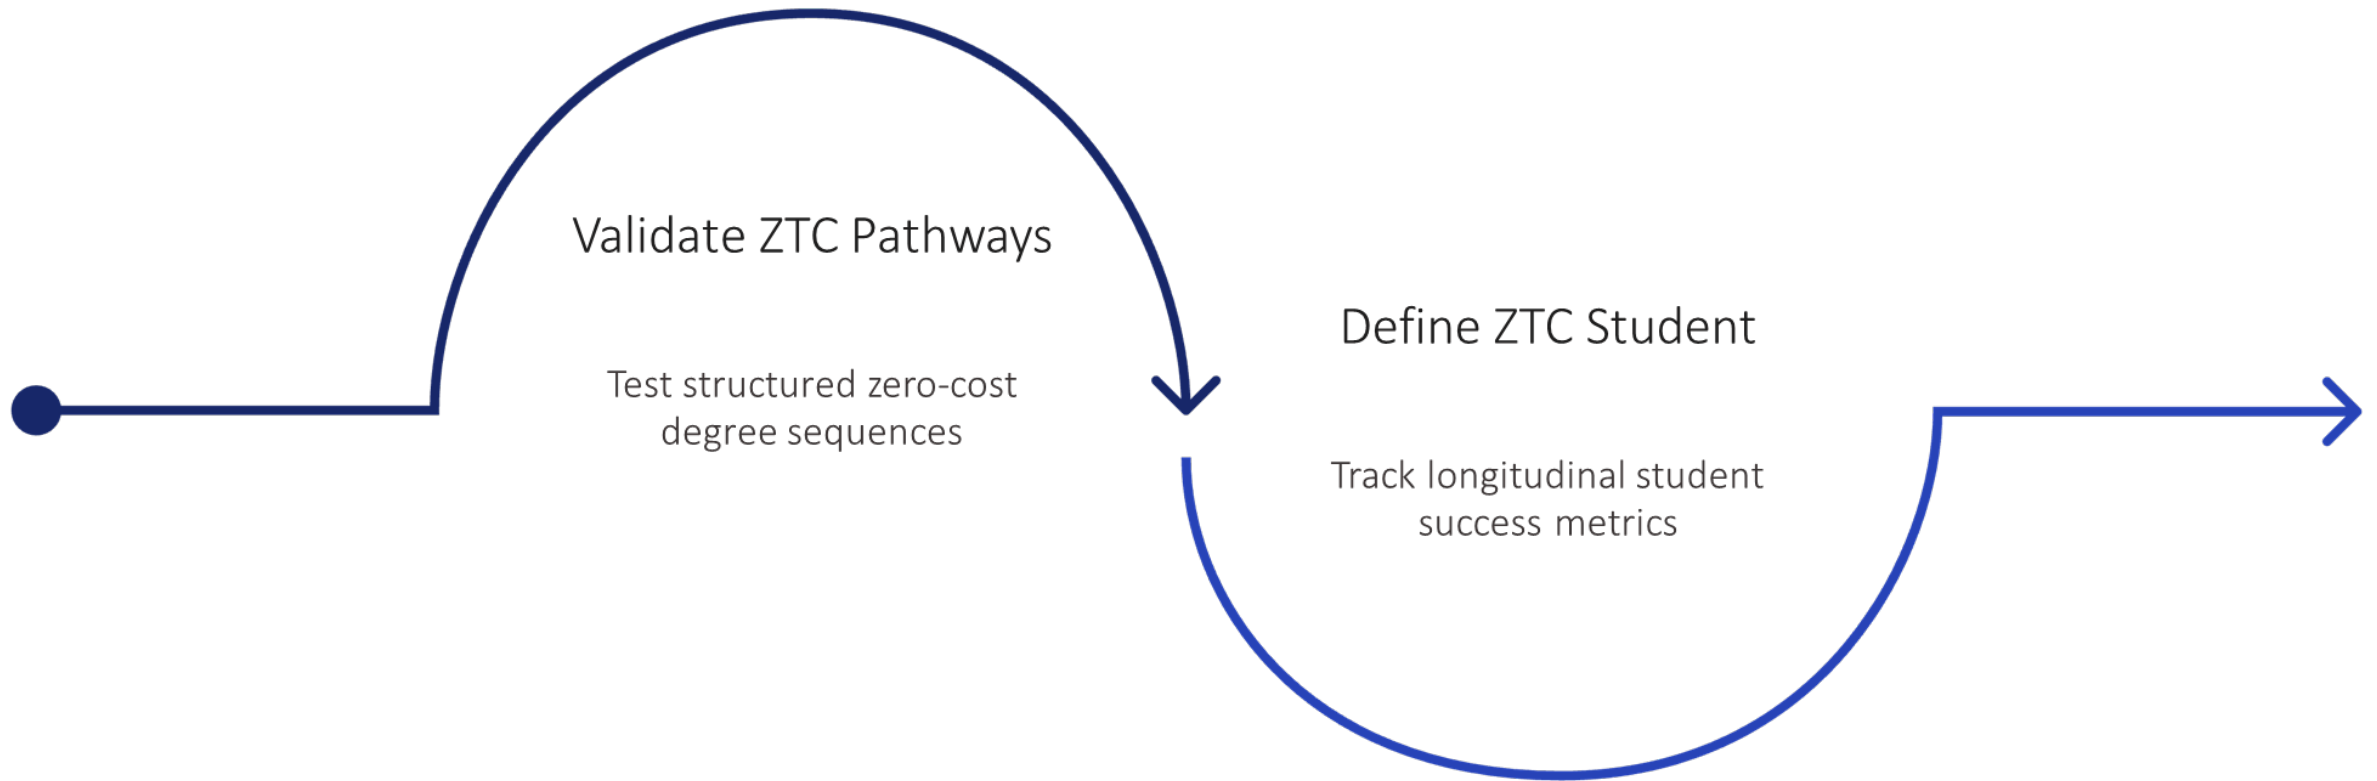 Validate ZTC Pathways
Test structured zero-cost
degree sequences
Define ZTC Student
Track longitudinal student
success metrics